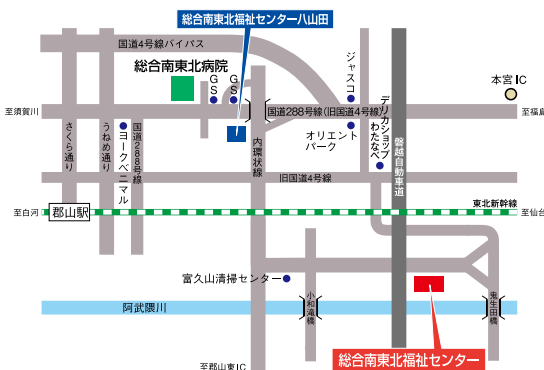 総合南東北福祉センター八山田
国道4号線バイパス
総合南東北病院
GS
GS
ジャスコ
本宮IC
至須賀川
国道288号線(旧国道4号線)
至福島
デリカショップ
わたなべ
オリエント
パーク
さくら通り
うねめ通り
ヨークベニマル
国道288号線
内環状線
磐越自動車道
旧国道4号線
東北新幹線
至白河
郡山駅
至仙台
富久山清掃センター
小和滝橋
鬼生田橋
阿武隈川
総合南東北福祉センター
至郡山東IC